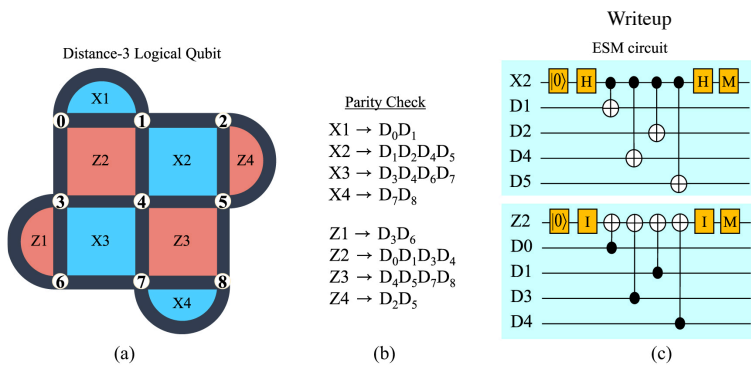 Writeup
Distance-3 Logical Qubit
X1
0
1
2
Z2
X2
Z4
3
4
5
Z1
X3
Z3
6
7
8
X4
(a)
Parity Check
X1 → D₀D₁
X2 → D₁D₂D₄D₅
X3 → D₃D₄D₆D₇
X4 → D₇D₈
Z1 → D₃D₆
Z2 → D₀D₁D₃D₄
Z3 → D₄D₅D₇D₈
Z4 → D₂D₅
(b)
ESM circuit
X2 |0⟩ H H M
D1
D2
D4
D5
Z2 |0⟩ I I M
D0
D1
D3
D4
(c)